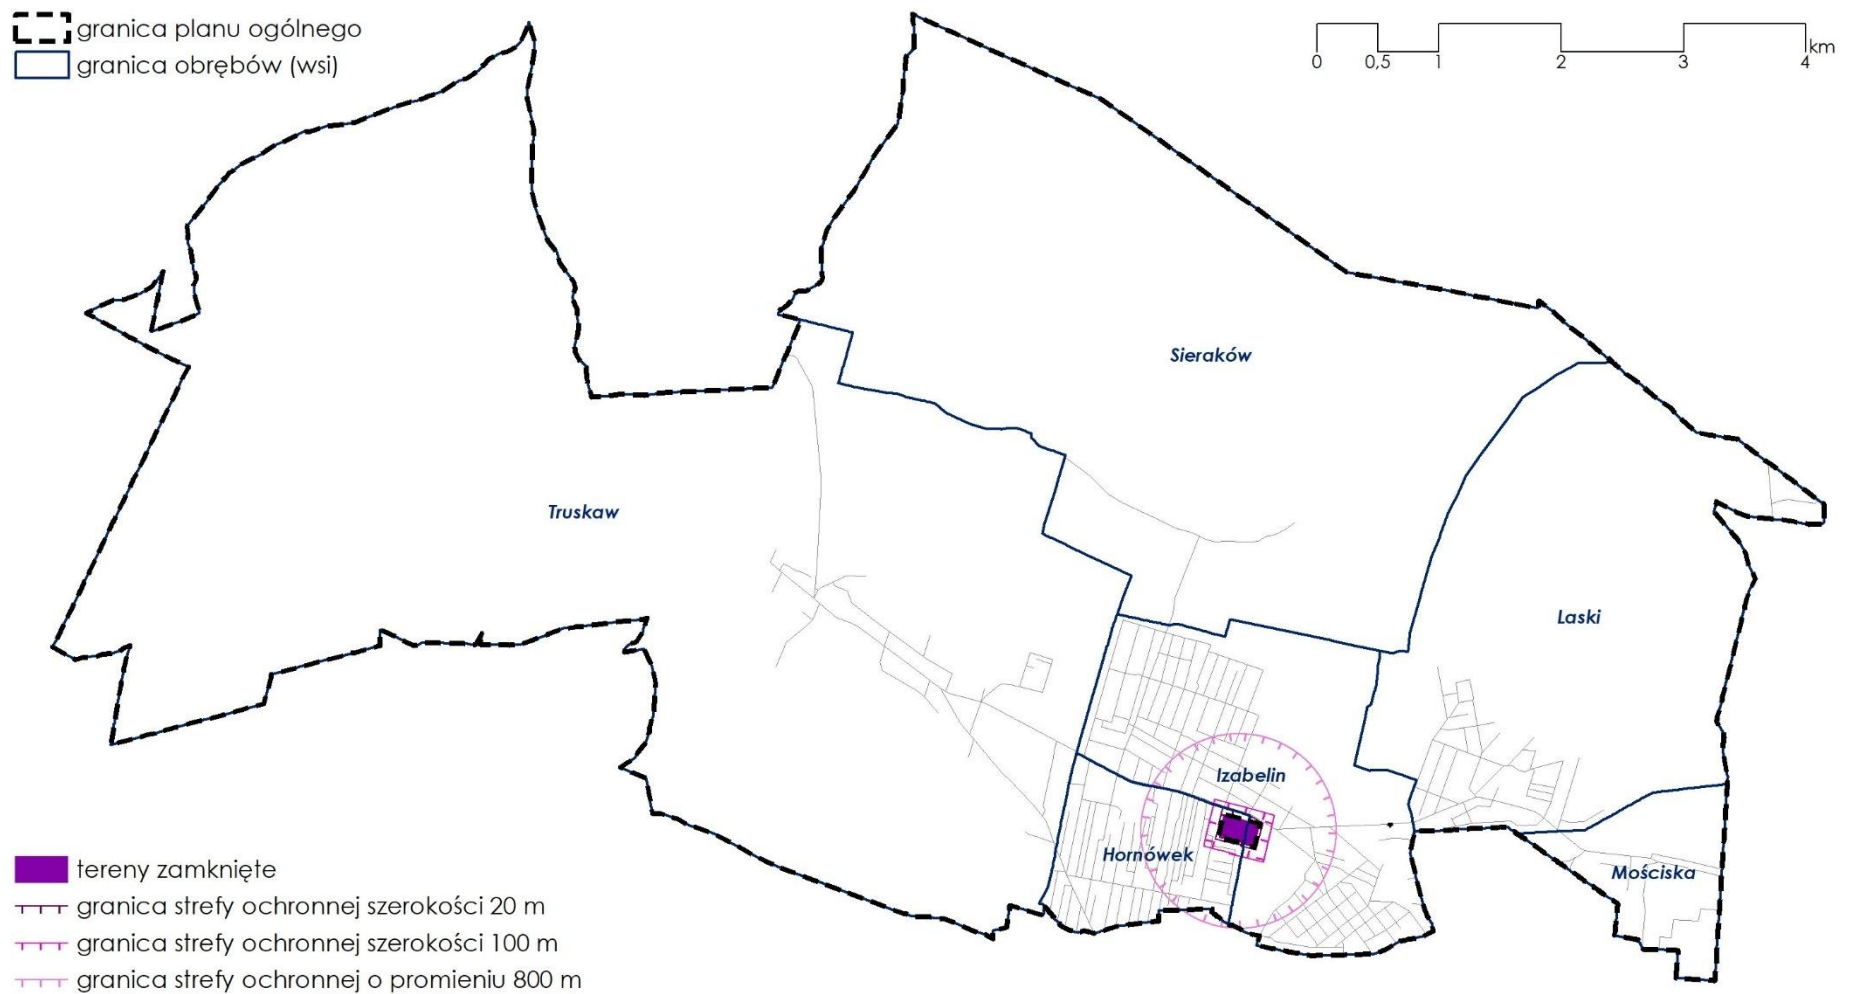 granica planu ogólnego
granica obrębów (wsi)
km
0 0,5 1 2 3 4
Sieraków
Truskaw
Laski
Izabelin
Hornówek
Mościska
tereny zamknięte
granica strefy ochronnej szerokości 20 m
granica strefy ochronnej szerokości 100 m
granica strefy ochronnej o promieniu 800 m